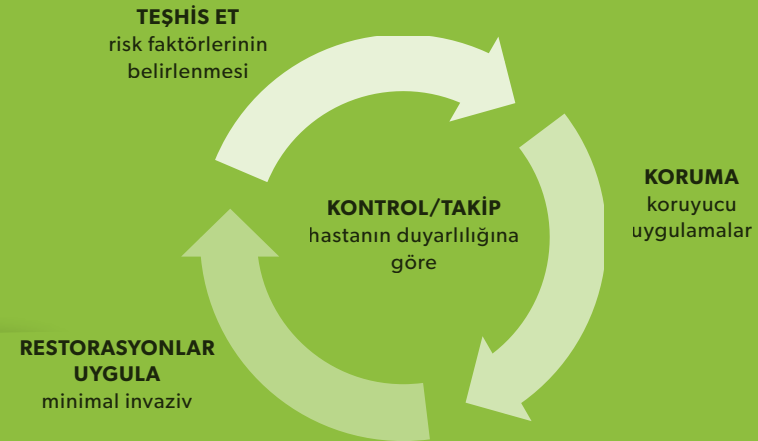 TEŞHİS ET
risk faktörlerinin
belirlenmesi
KORUMA
koruyucu
uygulamalar
KONTROL/TAKİP
hastanın duyarlılığına
göre
RESTORASYONLAR
UYGULA
minimal invaziv